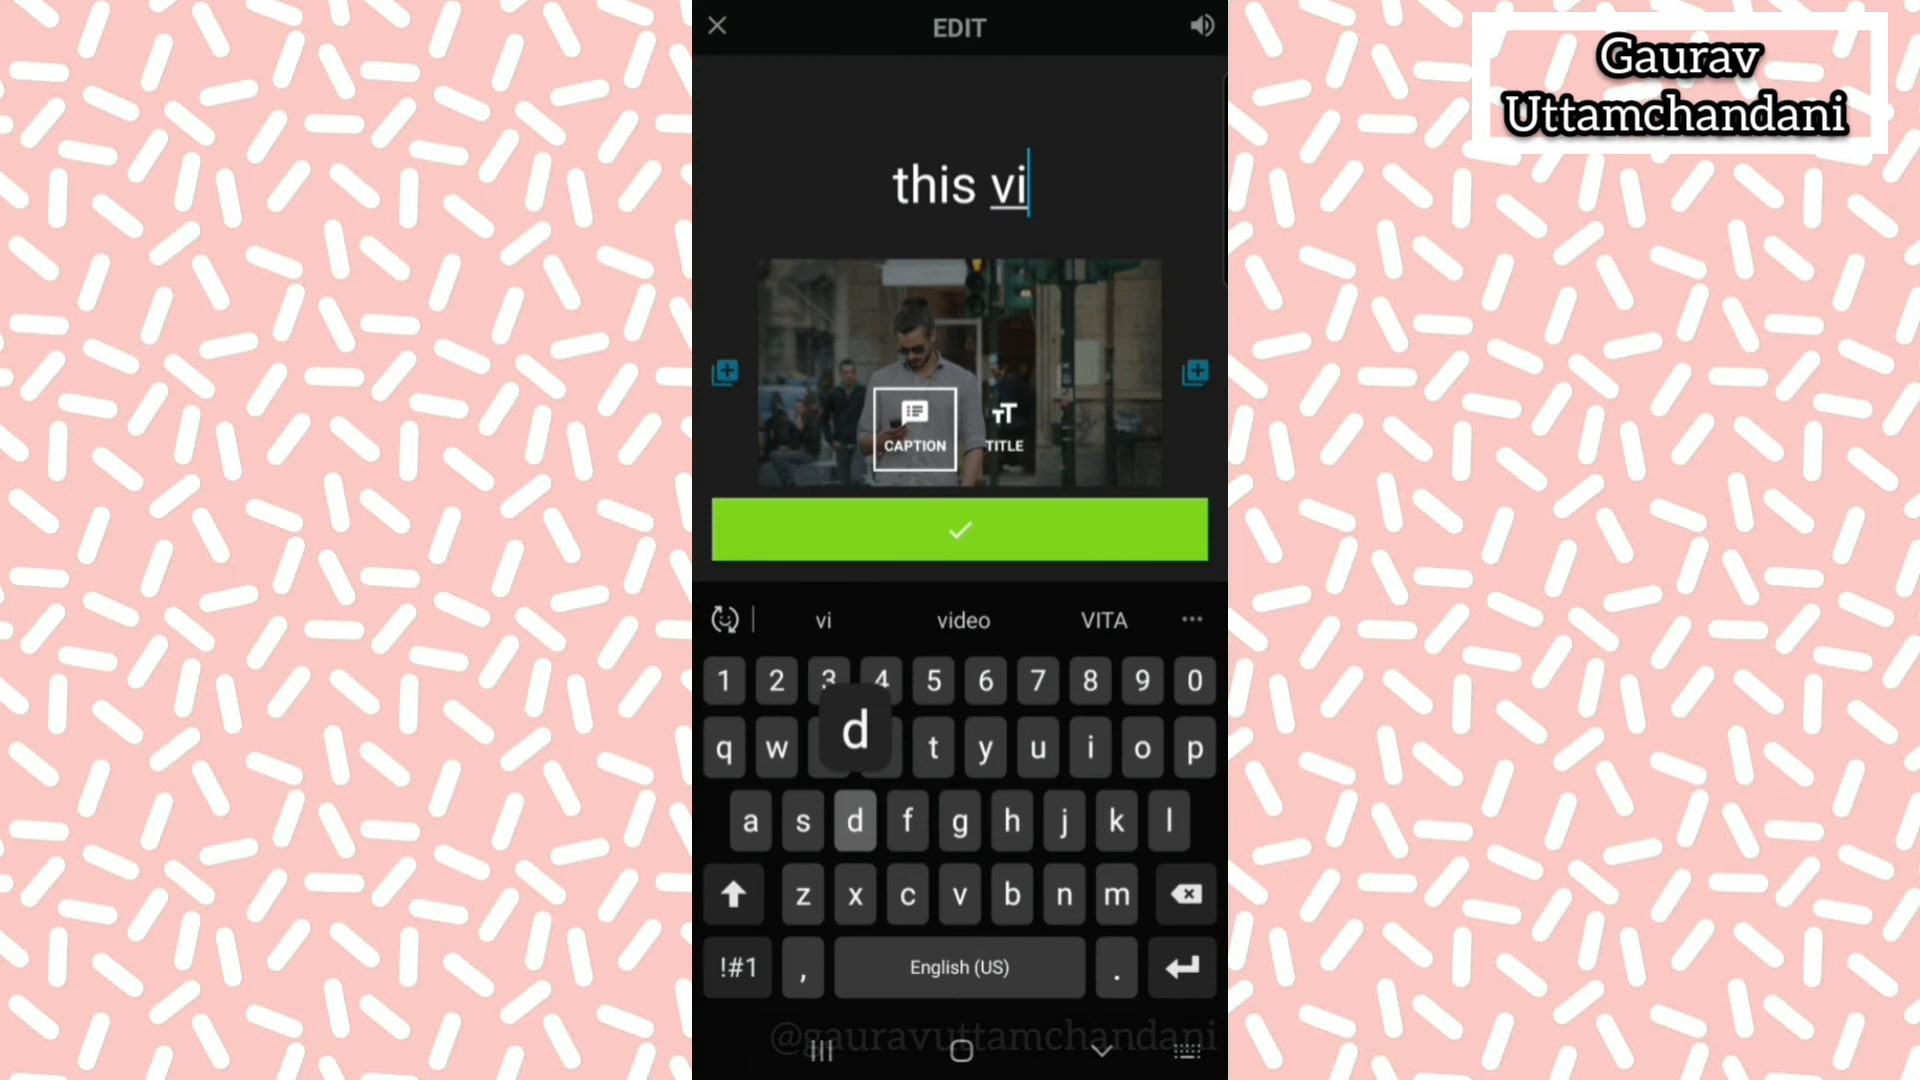 EDIT
Gaurav
Uttamchandani
this vi
CAPTION TITLE
vi video VITA
1 2 3 4 5 6 7 8 9 0
d
q w t y u i o p
a s d f g h j k l
z x c v b n m
!#1 , English (US) .
@gauravuttamchandani